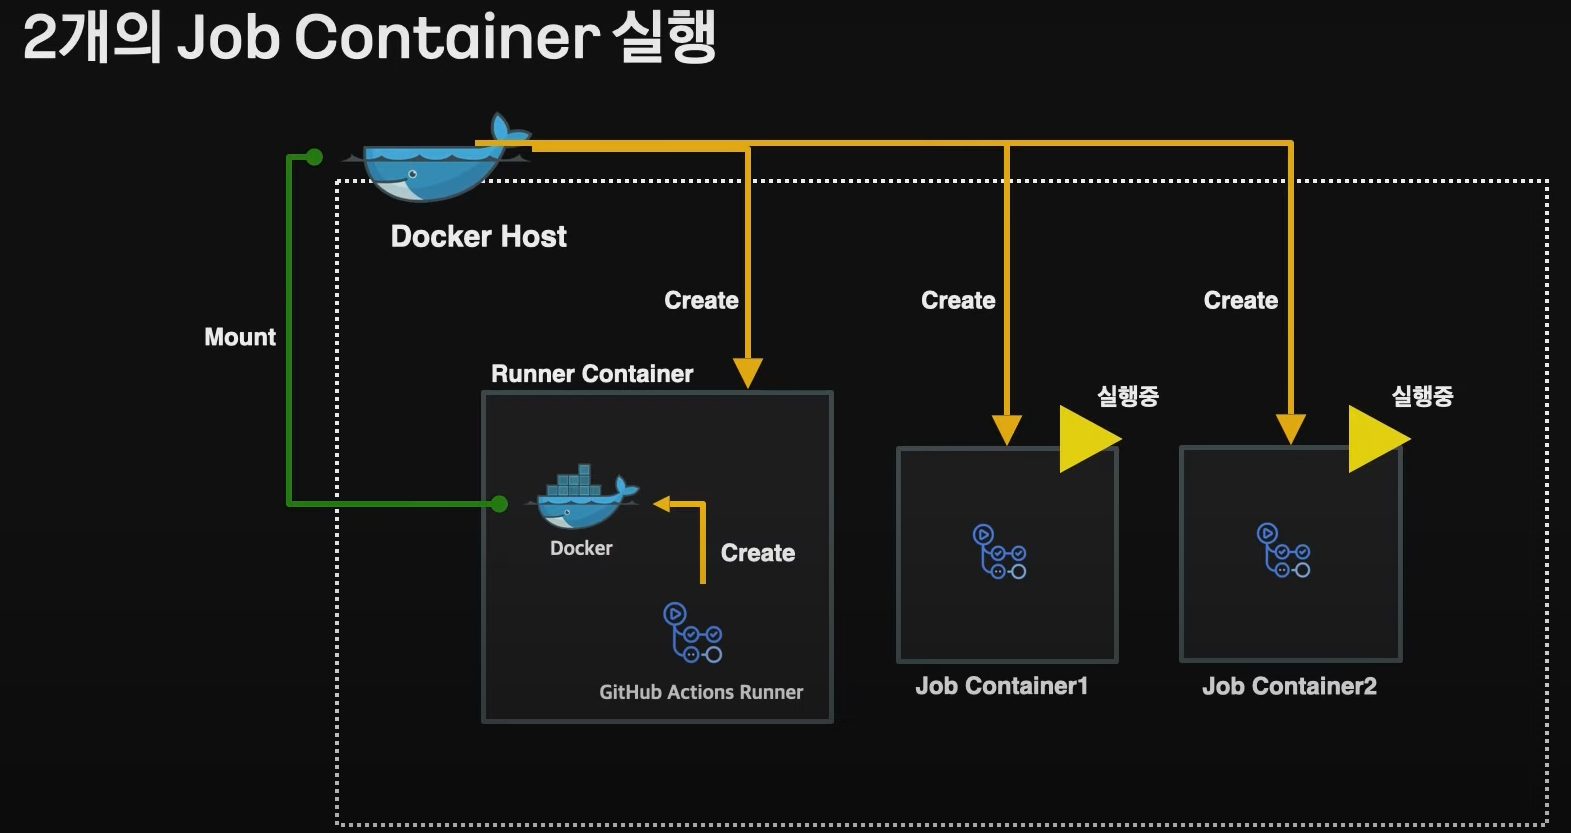 2개의 Job Container 실행
Docker Host
Create
Create
Create
Mount
Runner Container
실행중
실행중
Docker
Create
GitHub Actions Runner
Job Container1
Job Container2